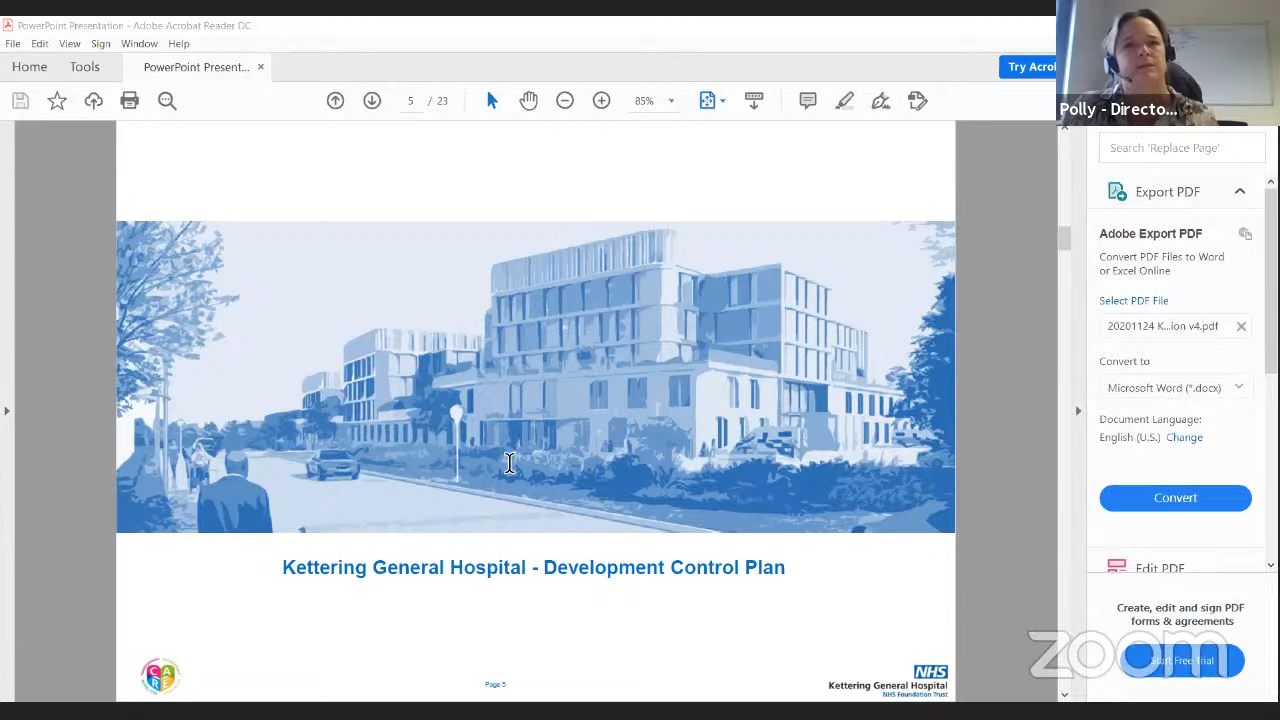 PowerPoint Presentation - Adobe Acrobat Reader DC
File Edit View Sign Window Help
Home Tools PowerPoint Present... ×
Try Acrol
/ 23
85%
Polly - Directo...
Search 'Replace Page'
Export PDF
Adobe Export PDF
Convert PDF Files to Word
or Excel Online
Select PDF File
20201124 K...ion v4.pdf
Convert to
Microsoft Word (*.docx)
Document Language:
English (U.S.) Change
Convert
Edit PDF
Create, edit and sign PDF
forms & agreements
Start Free Trial
zoom
Kettering General Hospital - Development Control Plan
CARE
Page 5
NHS
Kettering General Hospital
NHS Foundation Trust